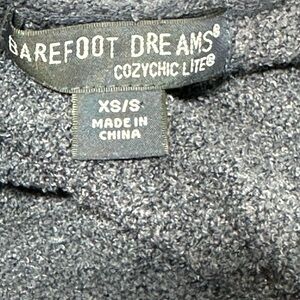 BAREFOOT DREAMS®
COZYCHIC LITE®
XS/S
MADE IN
CHINA